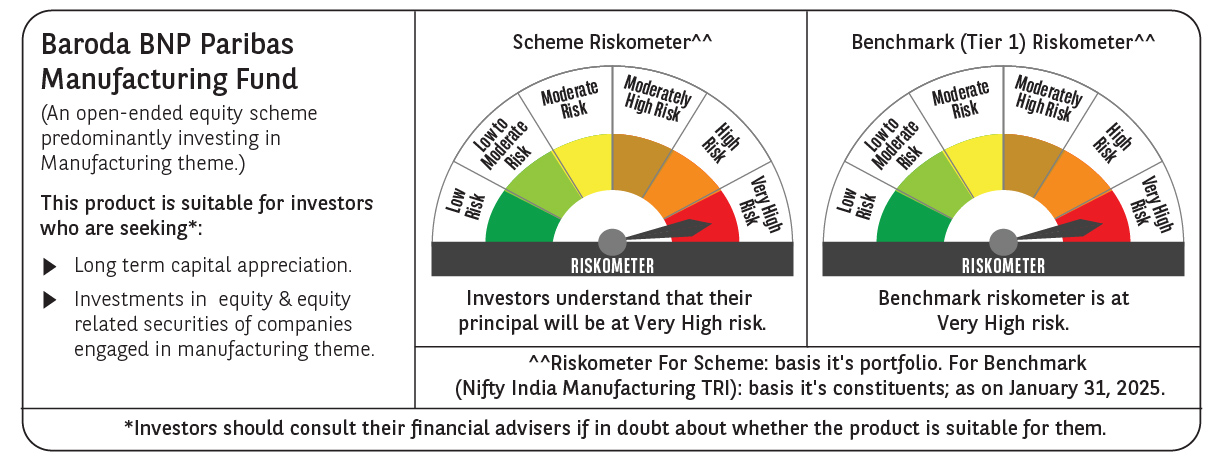 Baroda BNP Paribas
Manufacturing Fund
(An open-ended equity scheme
predominantly investing in
Manufacturing theme.)
This product is suitable for investors
who are seeking*:
Long term capital appreciation.
Investments in equity & equity
related securities of companies
engaged in manufacturing theme.
Scheme Riskometer^^
Low
Risk
Low to
Moderate
Risk
Moderate
Risk
Moderately
High Risk
High
Risk
Very High
Risk
RISKOMETER
Investors understand that their
principal will be at Very High risk.
Benchmark (Tier 1) Riskometer^^
Low
Risk
Low to
Moderate
Risk
Moderate
Risk
Moderately
High Risk
High
Risk
Very High
Risk
RISKOMETER
Benchmark riskometer is at
Very High risk.
^^Riskometer For Scheme: basis it's portfolio. For Benchmark
(Nifty India Manufacturing TRI): basis it's constituents; as on January 31, 2025.
*Investors should consult their financial advisers if in doubt about whether the product is suitable for them.